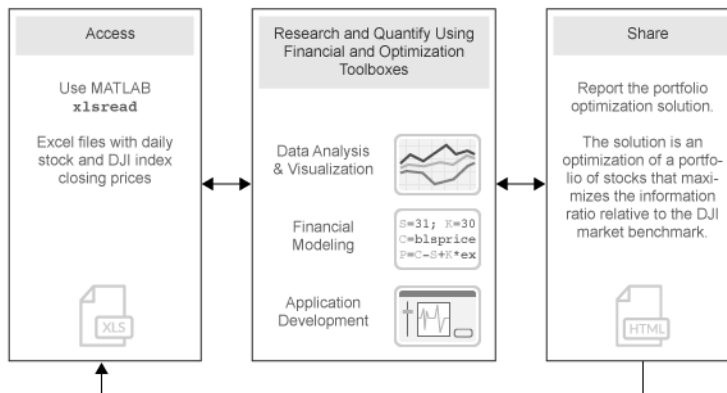 Access
Use MATLAB
xlsread
Excel files with daily
stock and DJI index
closing prices
XLS
Research and Quantify Using
Financial and Optimization
Toolboxes
Data Analysis
& Visualization
Financial
Modeling
S=31; K=30
C=blsprice
P=C-S+K*ex
Application
Development
Share
Report the portfolio
optimization solution.
The solution is an
optimization of a portfo-
lio of stocks that maxi-
mizes the information
ratio relative to the DJI
market benchmark.
HTML